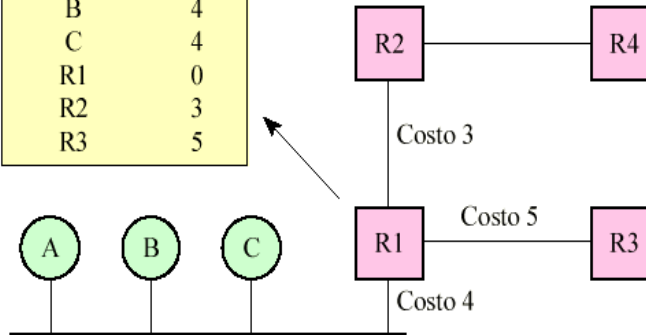 B 4
C 4
R1 0
R2 3
R3 5
R2
R4
Costo 3
A
B
C
R1
Costo 5
R3
Costo 4